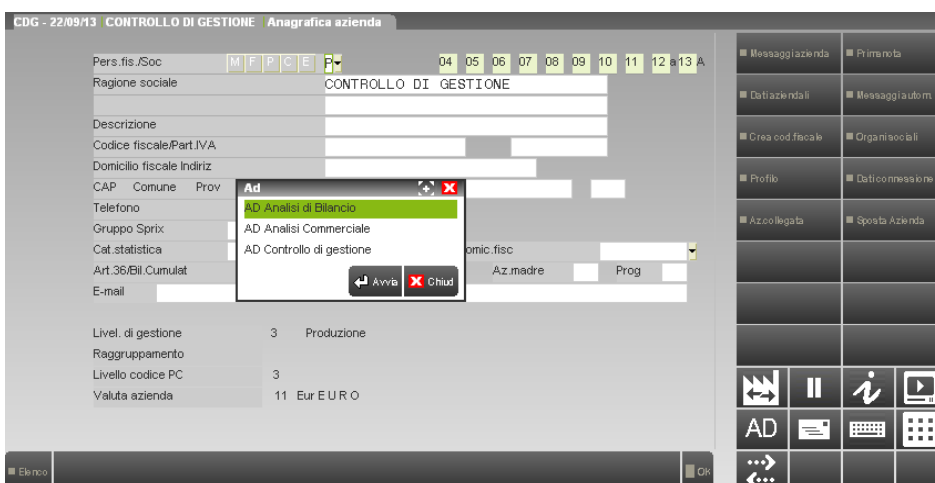 CDG - 22/09/13 CONTROLLO DI GESTIONE Anagrafica azienda
Pers.fis./Soc M F P C E P 04 05 06 07 08 09 10 11 12 a 13 A
Ragione sociale CONTROLLO DI GESTIONE
Descrizione
Codice fiscale/Part.IVA
Domicilio fiscale Indiriz
CAP Comune Prov
Telefono
Gruppo Sprix
Cat.statistica omic.fisc
Art.36/Bil.Cumulat Az.madre Prog
E-mail
Ad
AD Analisi di Bilancio
AD Analisi Commerciale
AD Controllo di gestione
Avvia Chiud
Livel. di gestione 3 Produzione
Raggruppamento
Livello codice PC 3
Valuta azienda 11 Eur E U R O
Elenco OK
Messaggi azienda Primanota
Dati aziendali Messaggi autom.
Crea cod.fiscale Organi sociali
Profilo Dati connessione
Az.collegata Sposta Azienda
AD